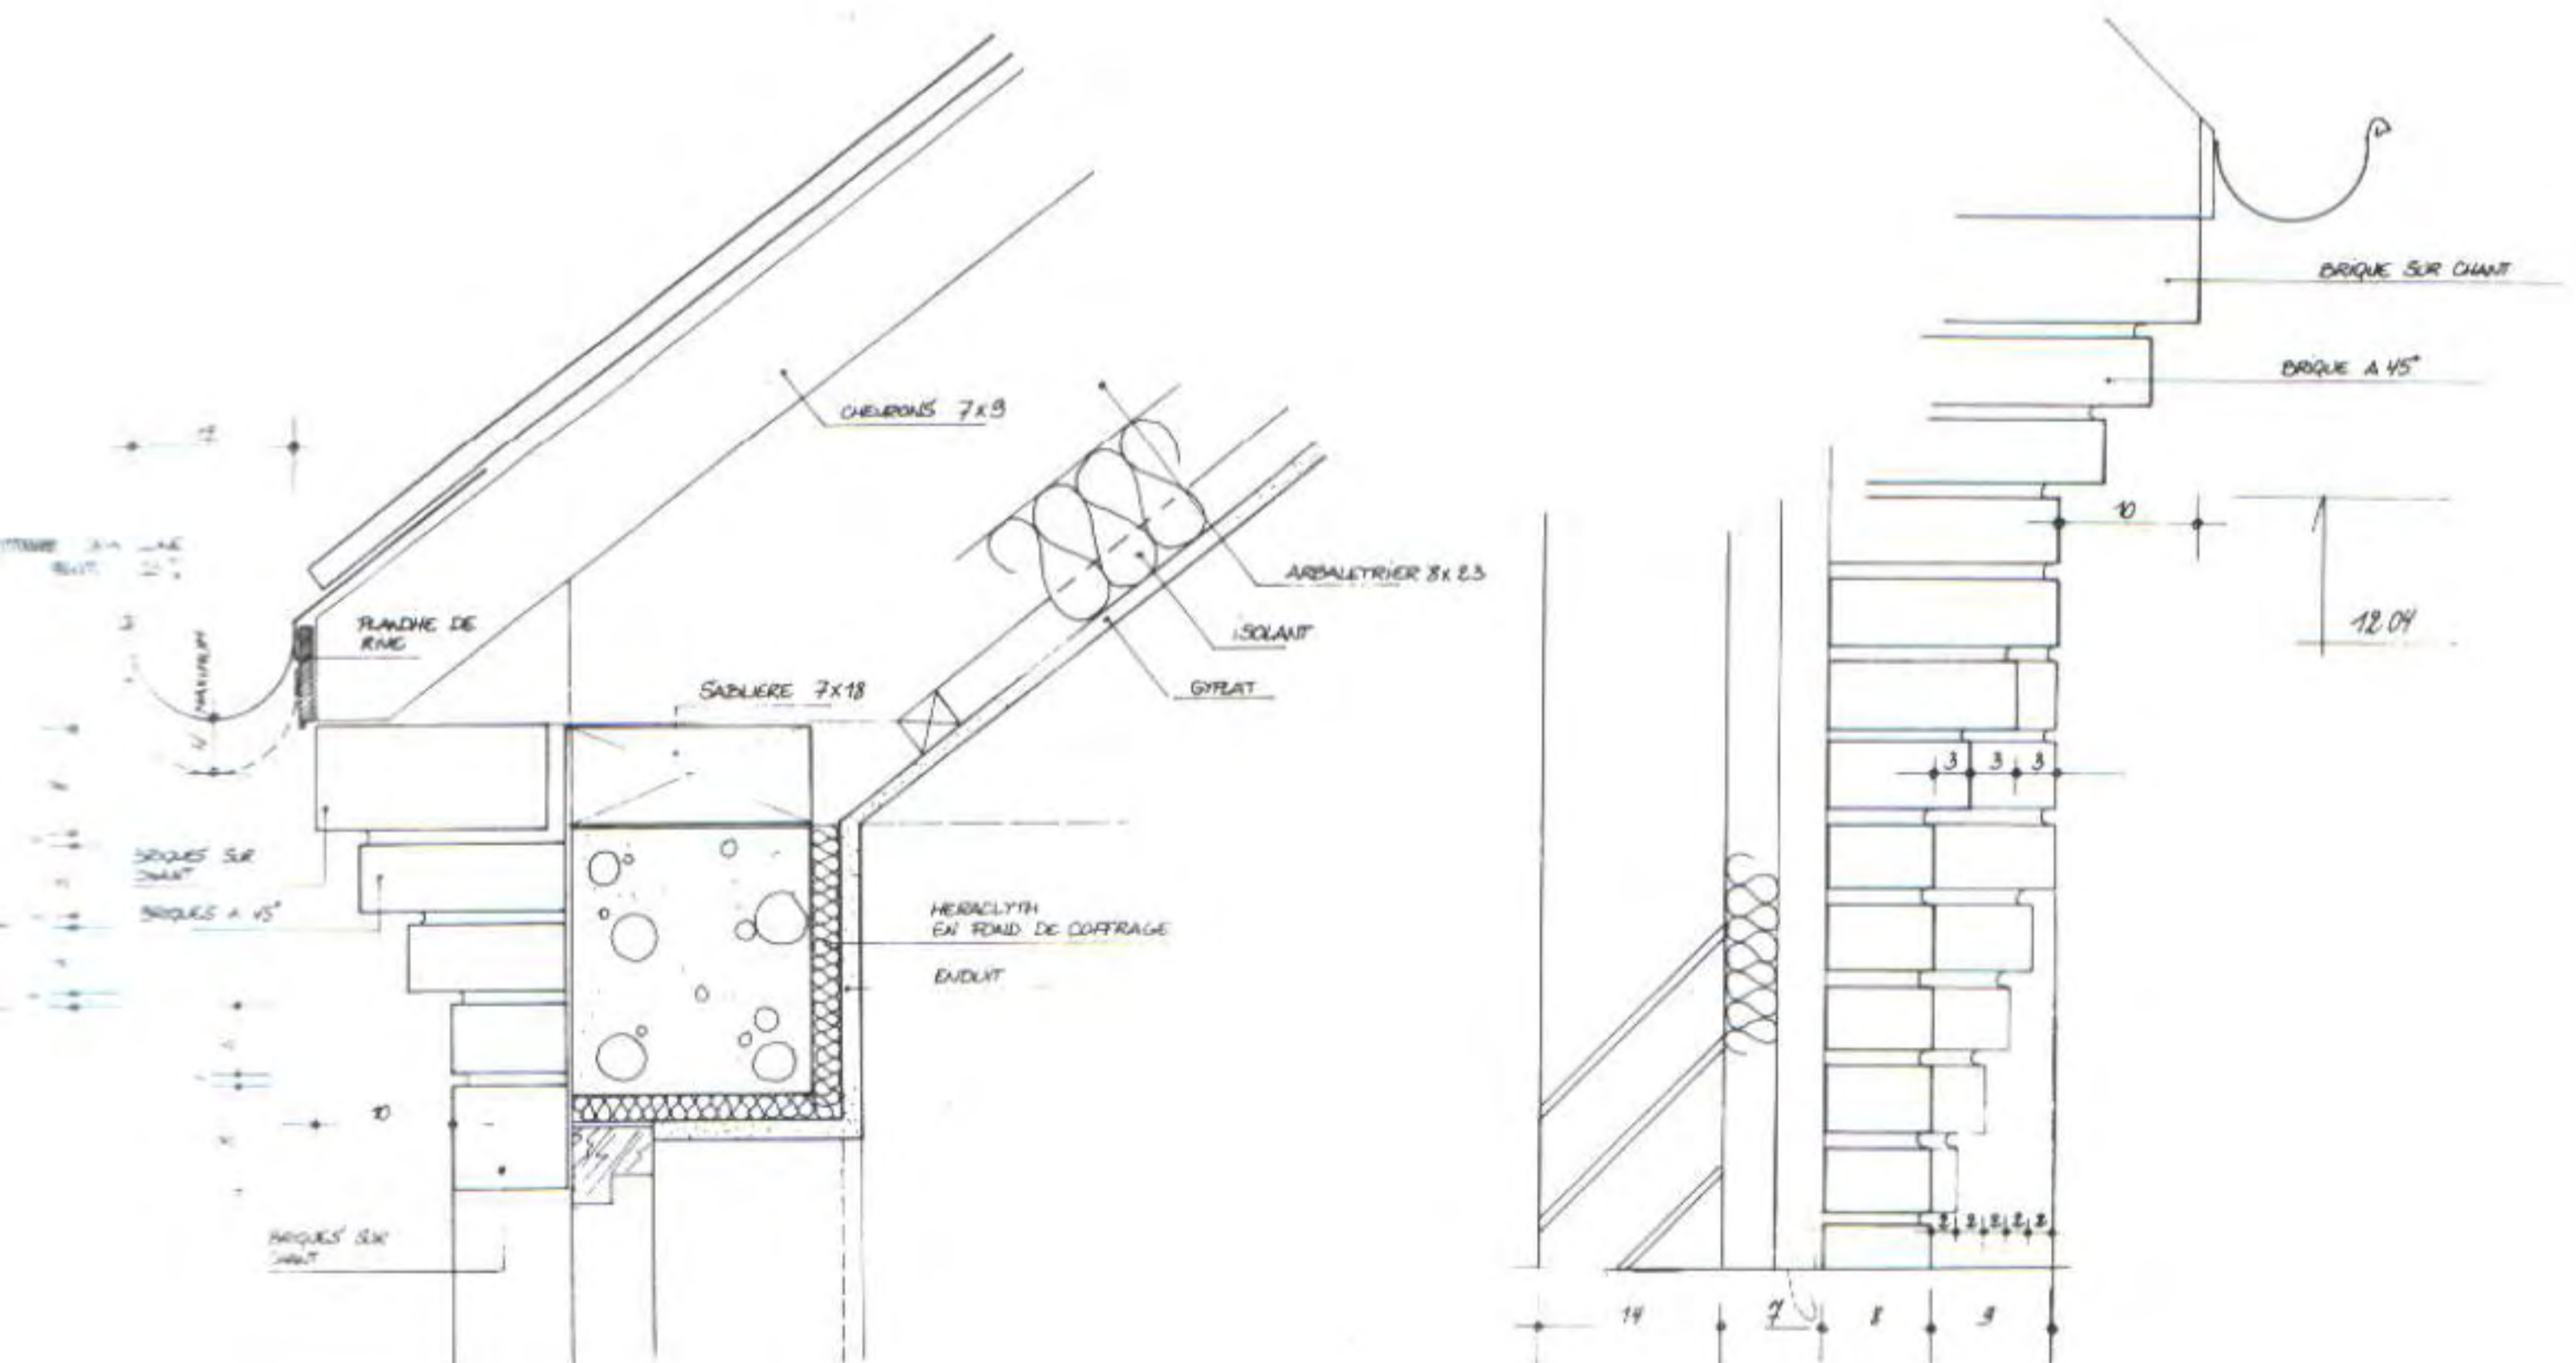 CHEVRONS 7x9
PLANCHE DE
RIVE
SABLIERE 7x18
ARBALETRIER 8x23
ISOLANT
GYPLAT
MAXIMUM
BRIQUES SUR
CHANT
BRIQUES A 45°
HERACLYTH
EN FOND DE COFFRAGE
ENDUIT
10
BRIQUES SUR
CHANT
BRIQUE SUR CHANT
BRIQUE A 45°
10
12 04
3 3 3
2 2 2 2 2
14 7 8 9